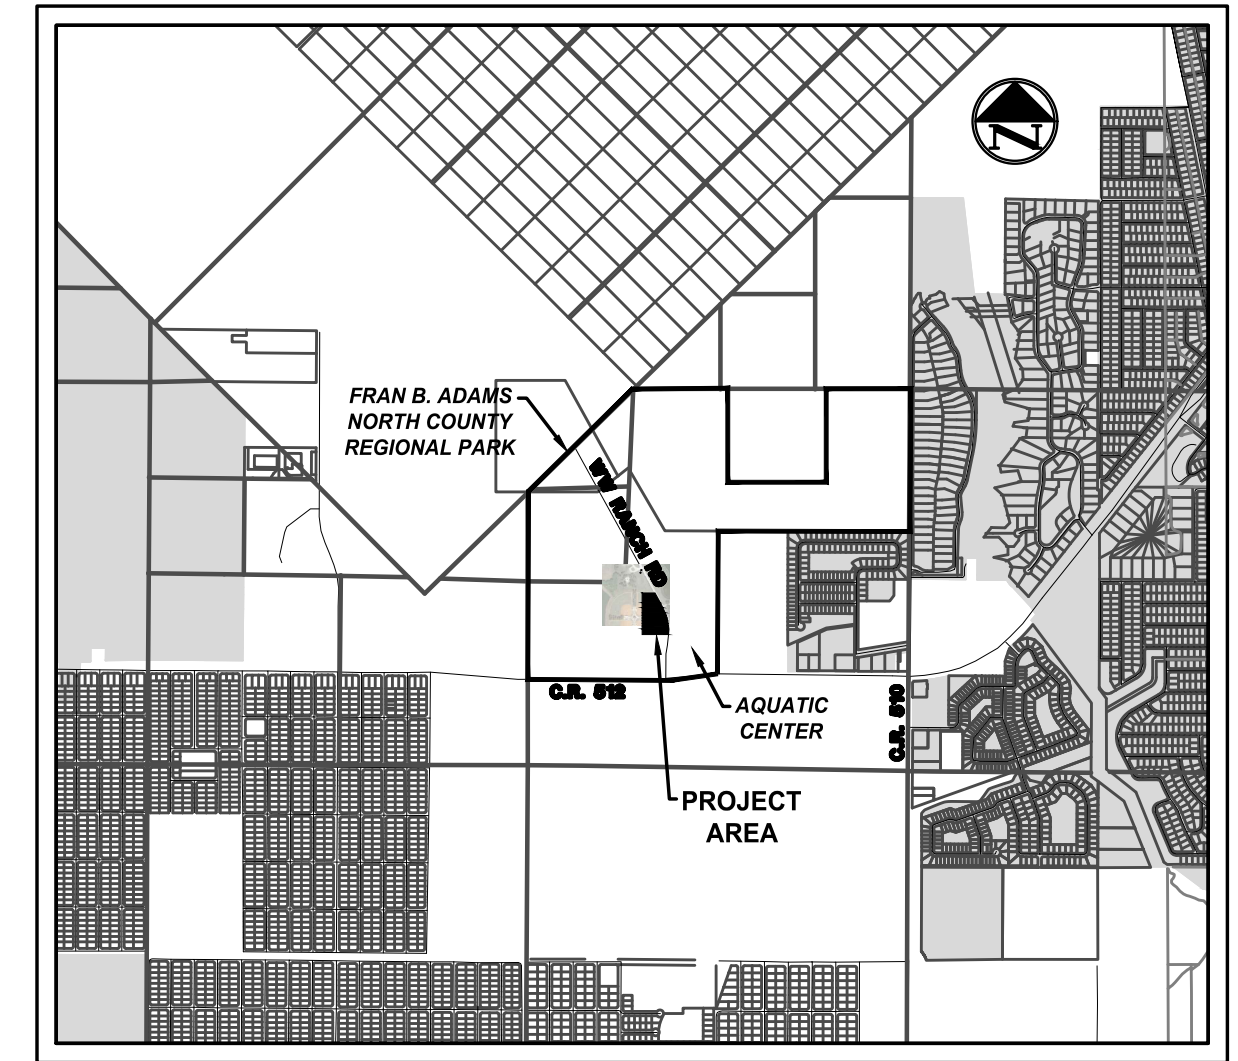 N
FRAN B. ADAMS
NORTH COUNTY
REGIONAL PARK
WW RANCH RD
C.R. 512
C.R. 510
AQUATIC
CENTER
PROJECT
AREA